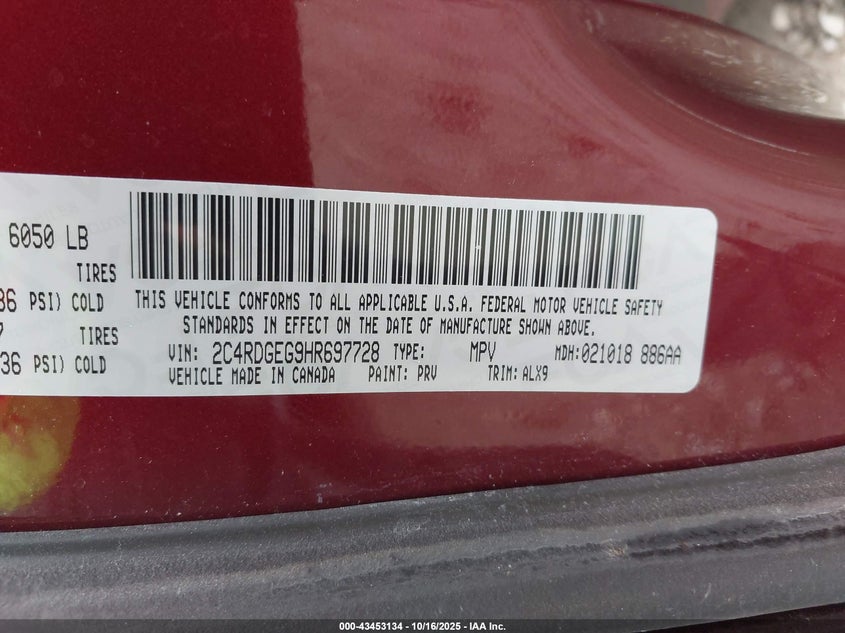 6050 LB
TIRES
36 PSI) COLD
TIRES
36 PSI) COLD
THIS VEHICLE CONFORMS TO ALL APPLICABLE U.S.A. FEDERAL MOTOR VEHICLE SAFETY
STANDARDS IN EFFECT ON THE DATE OF MANUFACTURE SHOWN ABOVE.
VIN: 2C4RDGEG9HR697728 TYPE: MPV MDH:021018 886AA
VEHICLE MADE IN CANADA PAINT: PRV TRIM: ALX9
000-43453134 - 10/16/2025 - IAA Inc.